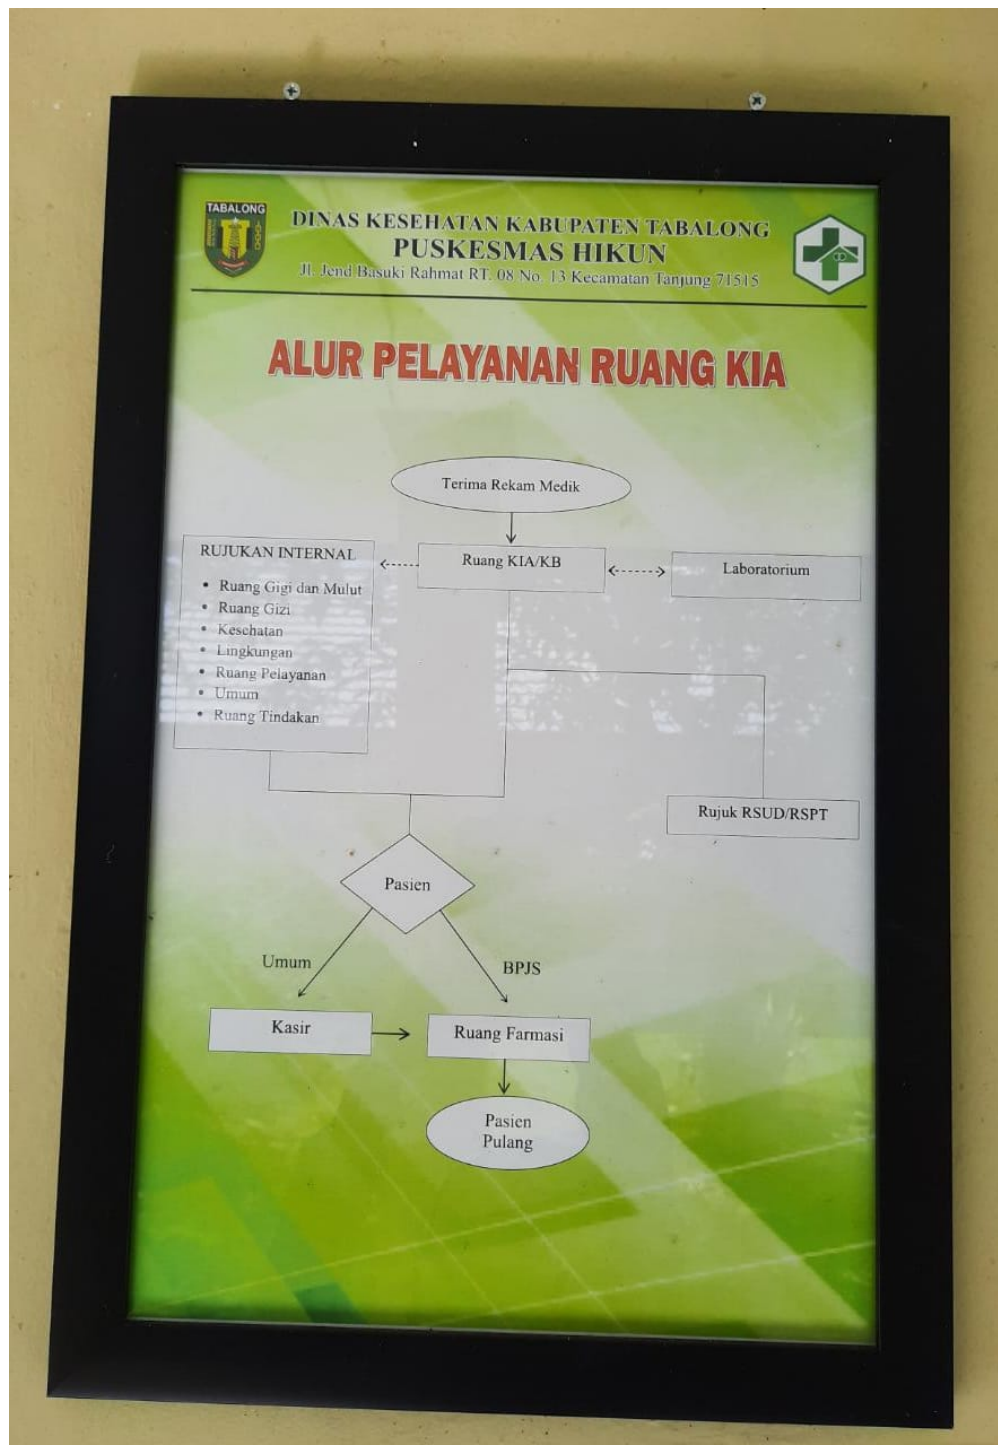 TABALONG
DINAS KESEHATAN KABUPATEN TABALONG
PUSKESMAS HIKUN
Jl. Jend Basuki Rahmat RT. 08 No. 13 Kecamatan Tanjung 71515
ALUR PELAYANAN RUANG KIA
Terima Rekam Medik
RUJUKAN INTERNAL
• Ruang Gigi dan Mulut
• Ruang Gizi
• Kesehatan
• Lingkungan
• Ruang Pelayanan
• Umum
• Ruang Tindakan
Ruang KIA/KB
Laboratorium
Rujuk RSUD/RSPT
Pasien
Umum
BPJS
Kasir
Ruang Farmasi
Pasien
Pulang